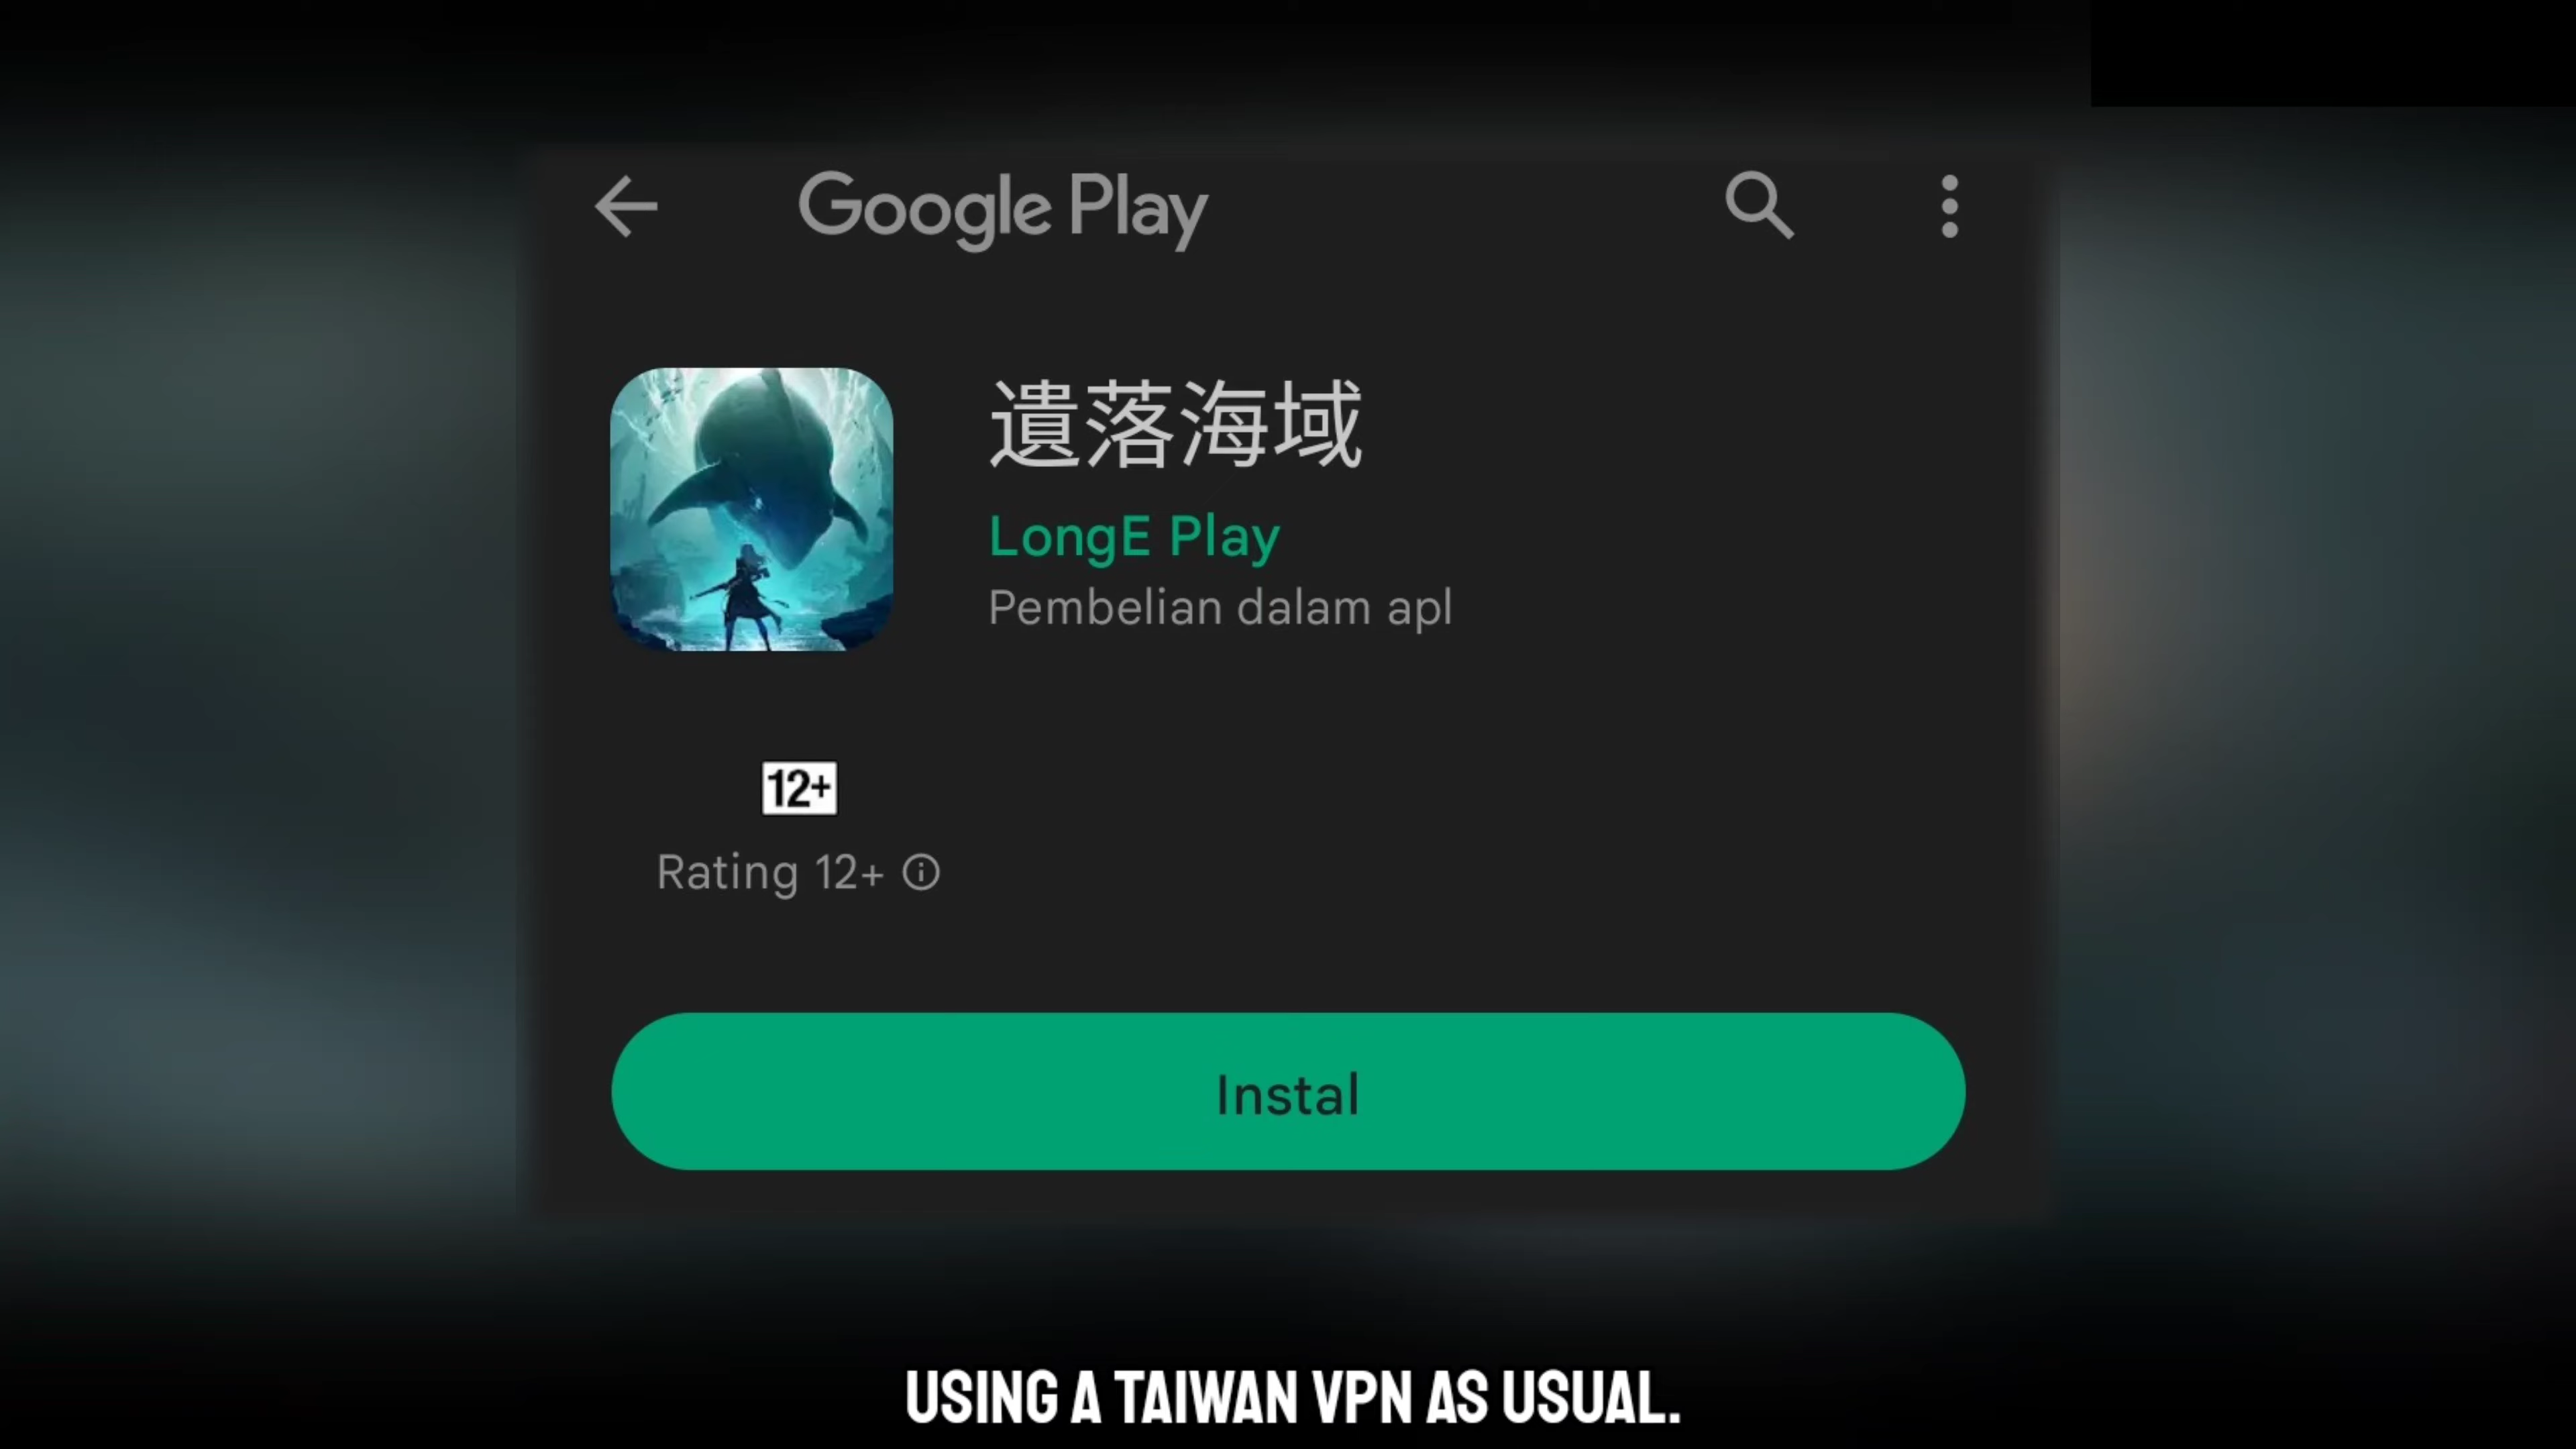 Google Play
遺落海域
LongE Play
Pembelian dalam apl
12+
Rating 12+
Instal
USING A TAIWAN VPN AS USUAL.